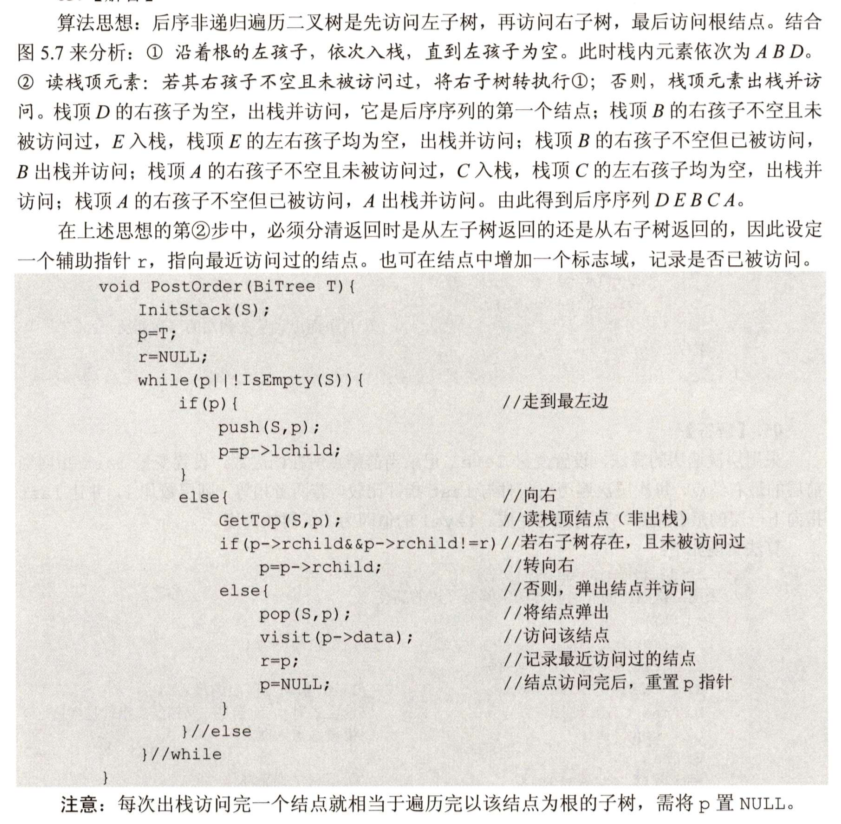 算法思想：后序非递归遍历二叉树是先访问左子树，再访问右子树，最后访问根结点。结合
图 5.7 来分析：① 沿着根的左孩子，依次入栈，直到左孩子为空。此时栈内元素依次为 A B D。
② 读栈顶元素：若其右孩子不空且未被访问过，将右子树转执行①；否则，栈顶元素出栈并访
问。栈顶 D 的右孩子为空，出栈并访问，它是后序序列的第一个结点；栈顶 B 的右孩子不空且未
被访问过，E 入栈，栈顶 E 的左右孩子均为空，出栈并访问；栈顶 B 的右孩子不空但已被访问，
B 出栈并访问；栈顶 A 的右孩子不空且未被访问过，C 入栈，栈顶 C 的左右孩子均为空，出栈并
访问；栈顶 A 的右孩子不空但已被访问，A 出栈并访问。由此得到后序序列 D E B C A。
在上述思想的第②步中，必须分清返回时是从左子树返回的还是从右子树返回的，因此设定
一个辅助指针 r，指向最近访问过的结点。也可在结点中增加一个标志域，记录是否已被访问。
void PostOrder(BiTree T){
InitStack(S);
p=T;
r=NULL;
while(p||!IsEmpty(S)){
if(p){ //走到最左边
push(S,p);
p=p->lchild;
}
else{ //向右
GetTop(S,p); //读栈顶结点（非出栈）
if(p->rchild&&p->rchild!=r)//若右子树存在，且未被访问过
p=p->rchild; //转向右
else{ //否则，弹出结点并访问
pop(S,p); //将结点弹出
visit(p->data); //访问该结点
r=p; //记录最近访问过的结点
p=NULL; //结点访问完后，重置 p 指针
}
}//else
}//while
}
注意：每次出栈访问完一个结点就相当于遍历完以该结点为根的子树，需将 p 置 NULL。